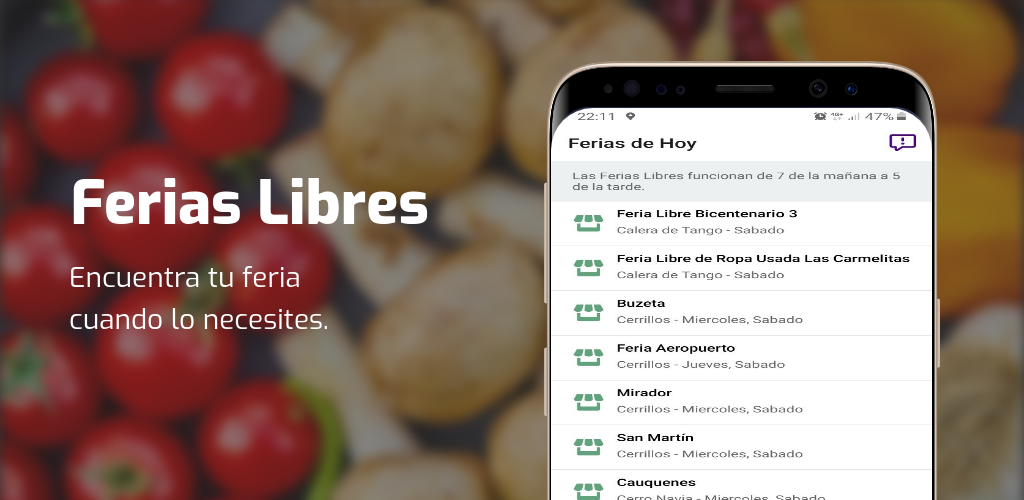 Ferias Libres
Encuentra tu feria
cuando lo necesites.
22:11
47%
Ferias de Hoy
Las Ferias Libres funcionan de 7 de la mañana a 5
de la tarde.
Feria Libre Bicentenario 3
Calera de Tango - Sabado
Feria Libre de Ropa Usada Las Carmelitas
Calera de Tango - Sabado
Buzeta
Cerrillos - Miercoles, Sabado
Feria Aeropuerto
Cerrillos - Jueves, Sabado
Mirador
Cerrillos - Miercoles, Sabado
San Martín
Cerrillos - Miercoles, Sabado
Cauquenes
Cerro Navia - Miercoles, Sabado